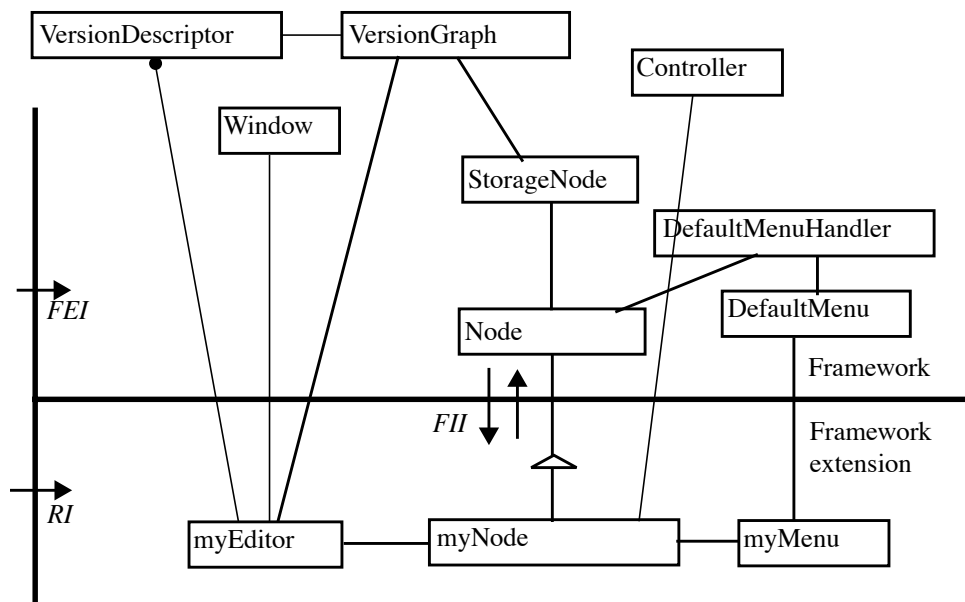 VersionDescriptor
VersionGraph
Controller
Window
StorageNode
DefaultMenuHandler
FEI
Node
DefaultMenu
Framework
FII
Framework
extension
RI
myEditor
myNode
myMenu